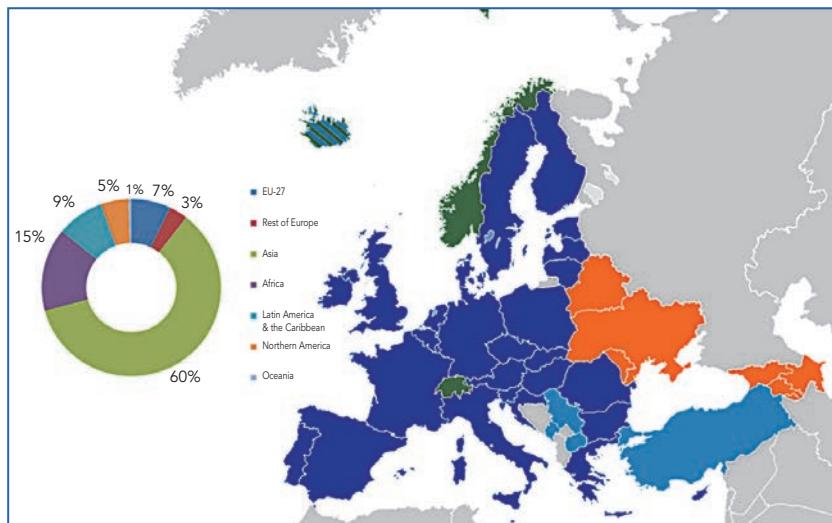 5%
1%
7%
9%
3%
15%
60%
EU-27
Rest of Europe
Asia
Africa
Latin America
& the Caribbean
Northern America
Oceania